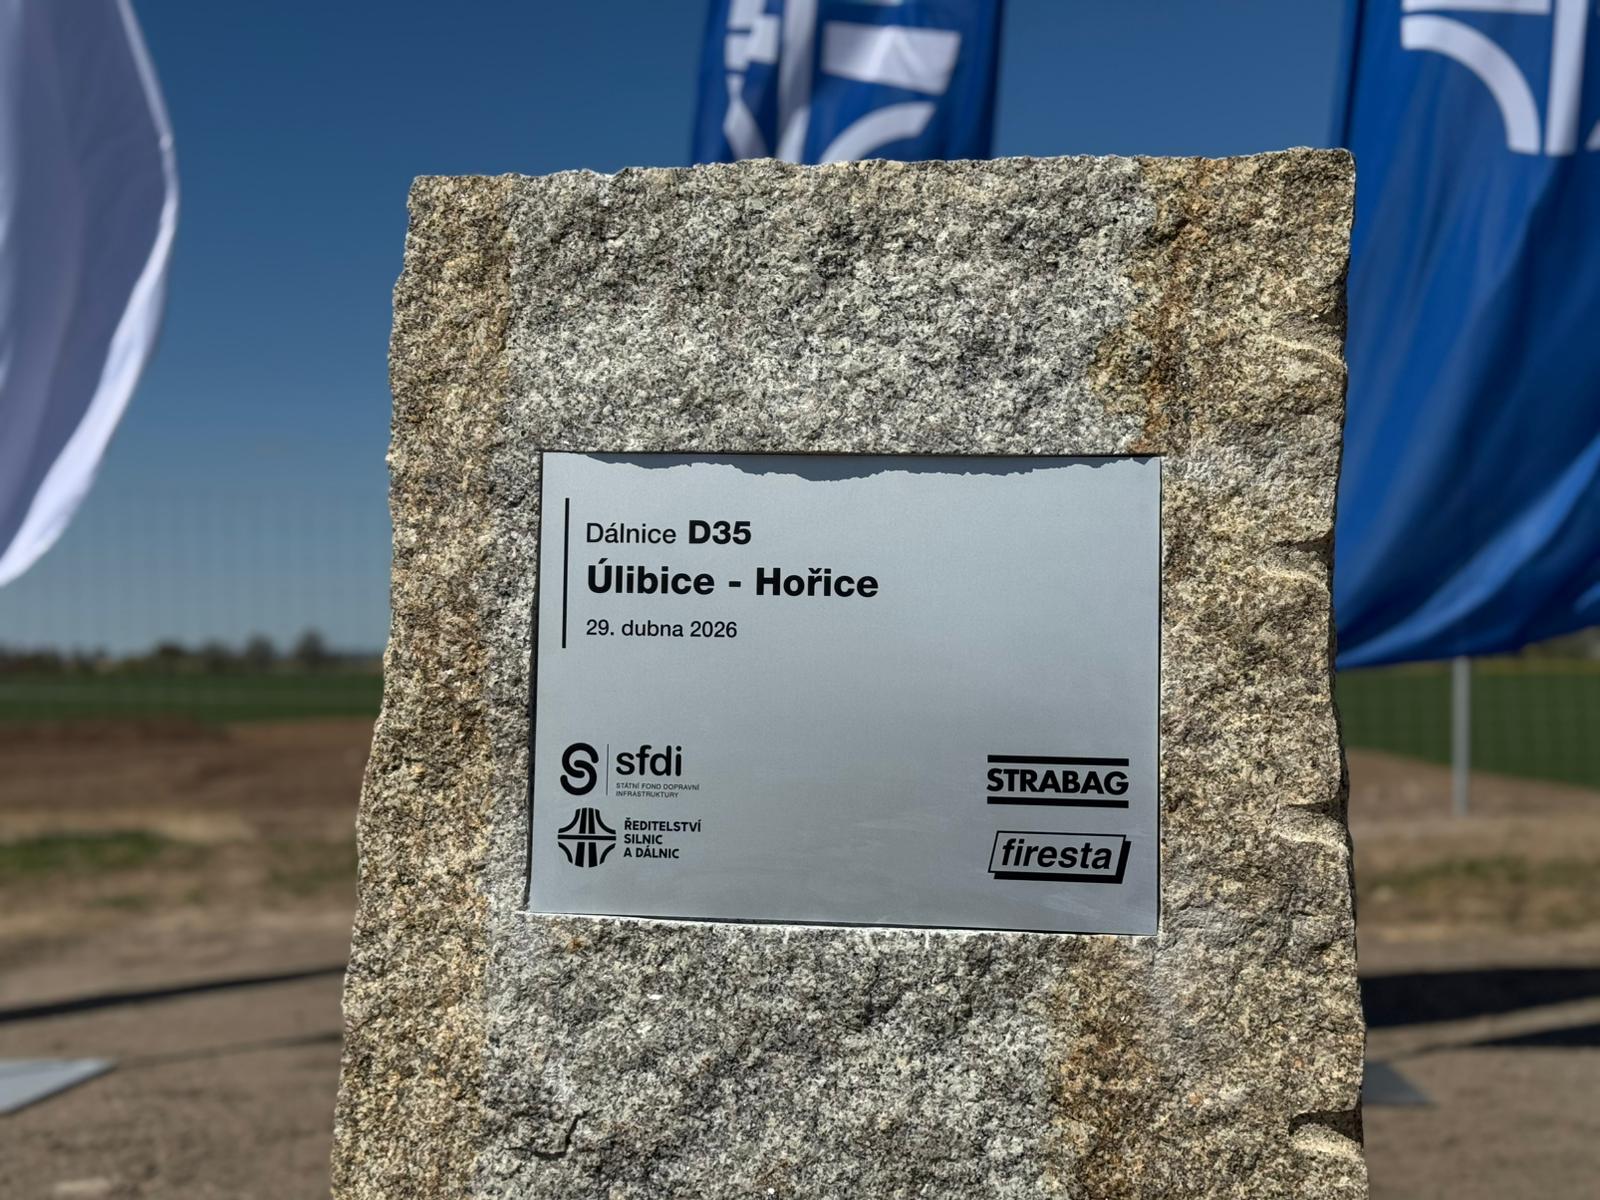 Dálnice D35
Úlibice - Hořice
29. dubna 2026
sfdi
STÁTNÍ FOND DOPRAVNÍ
INFRASTRUKTURY
ŘEDITELSTVÍ
SILNIC
A DÁLNIC
STRABAG
firesta